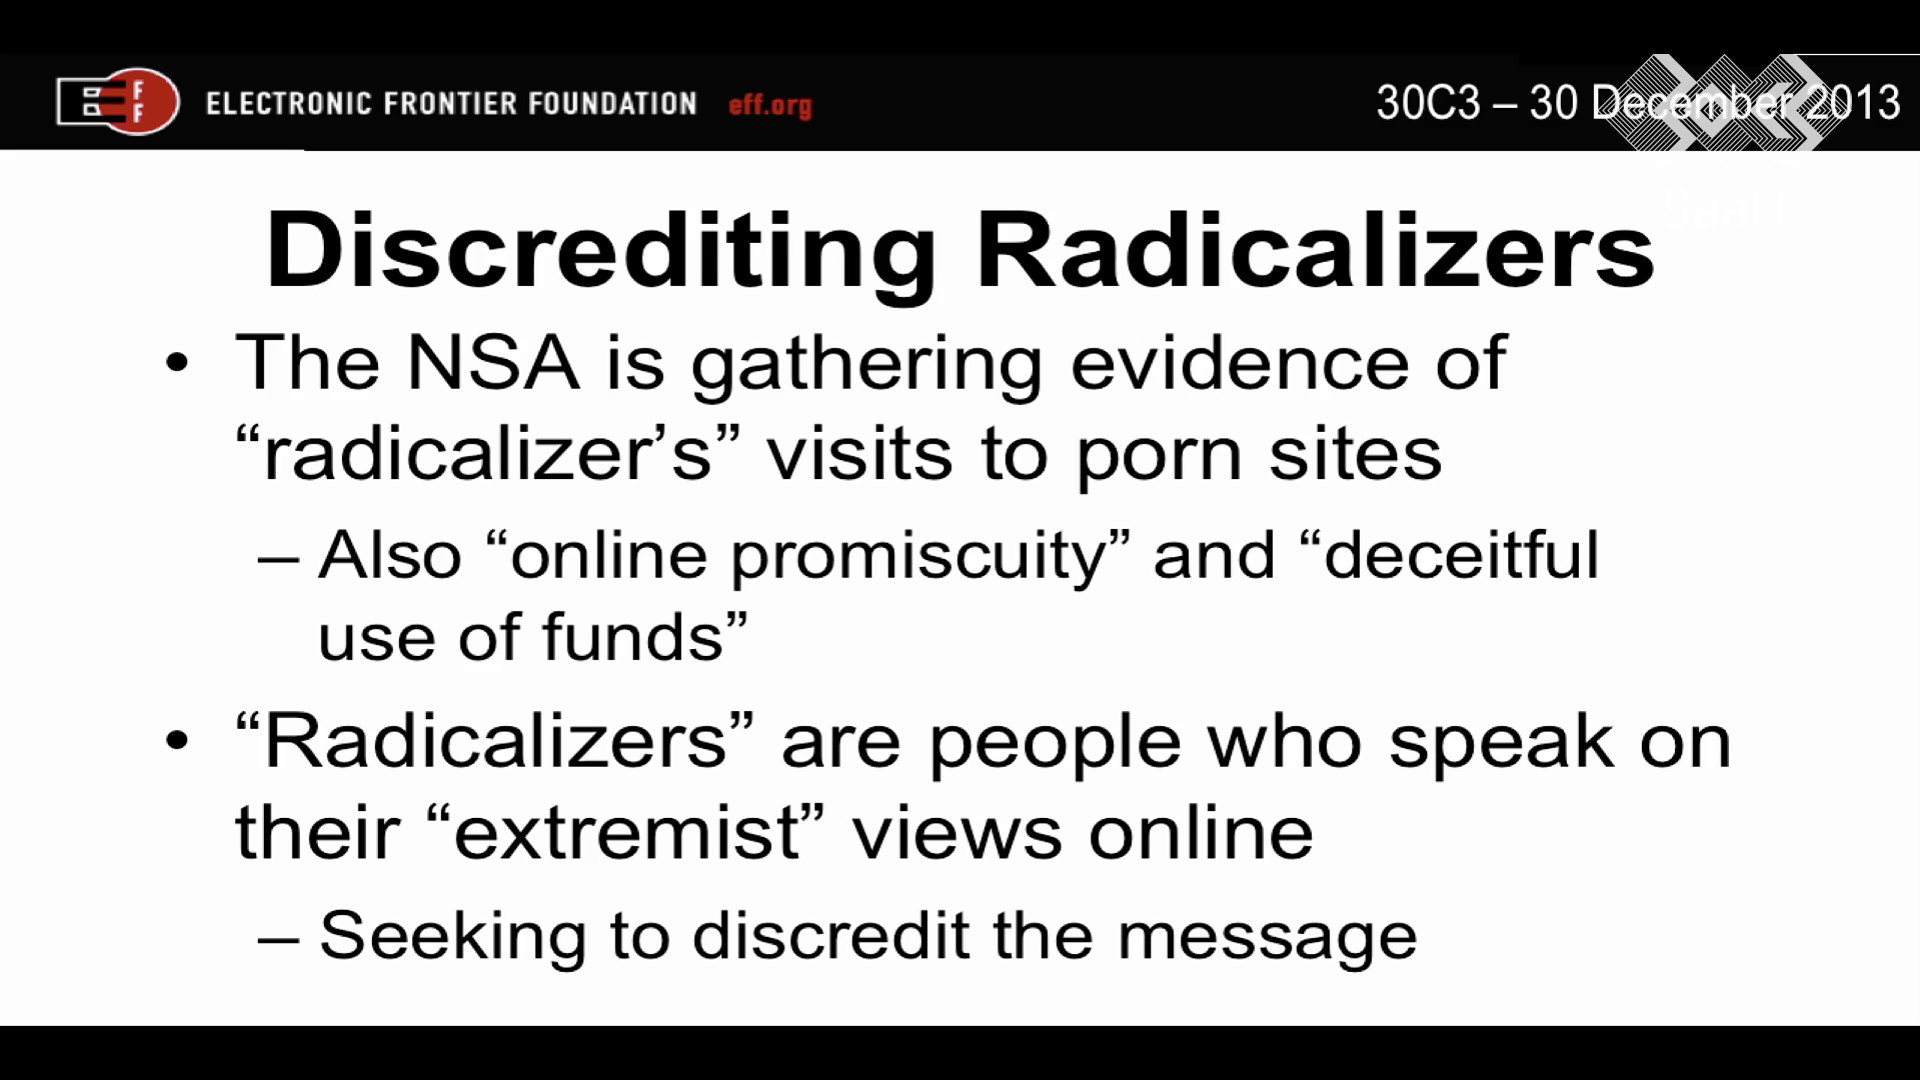 EFF ELECTRONIC FRONTIER FOUNDATION eff.org
30C3 – 30 December 2013
Discrediting Radicalizers
• The NSA is gathering evidence of
“radicalizer’s” visits to porn sites
– Also “online promiscuity” and “deceitful
use of funds”
• “Radicalizers” are people who speak on
their “extremist” views online
– Seeking to discredit the message